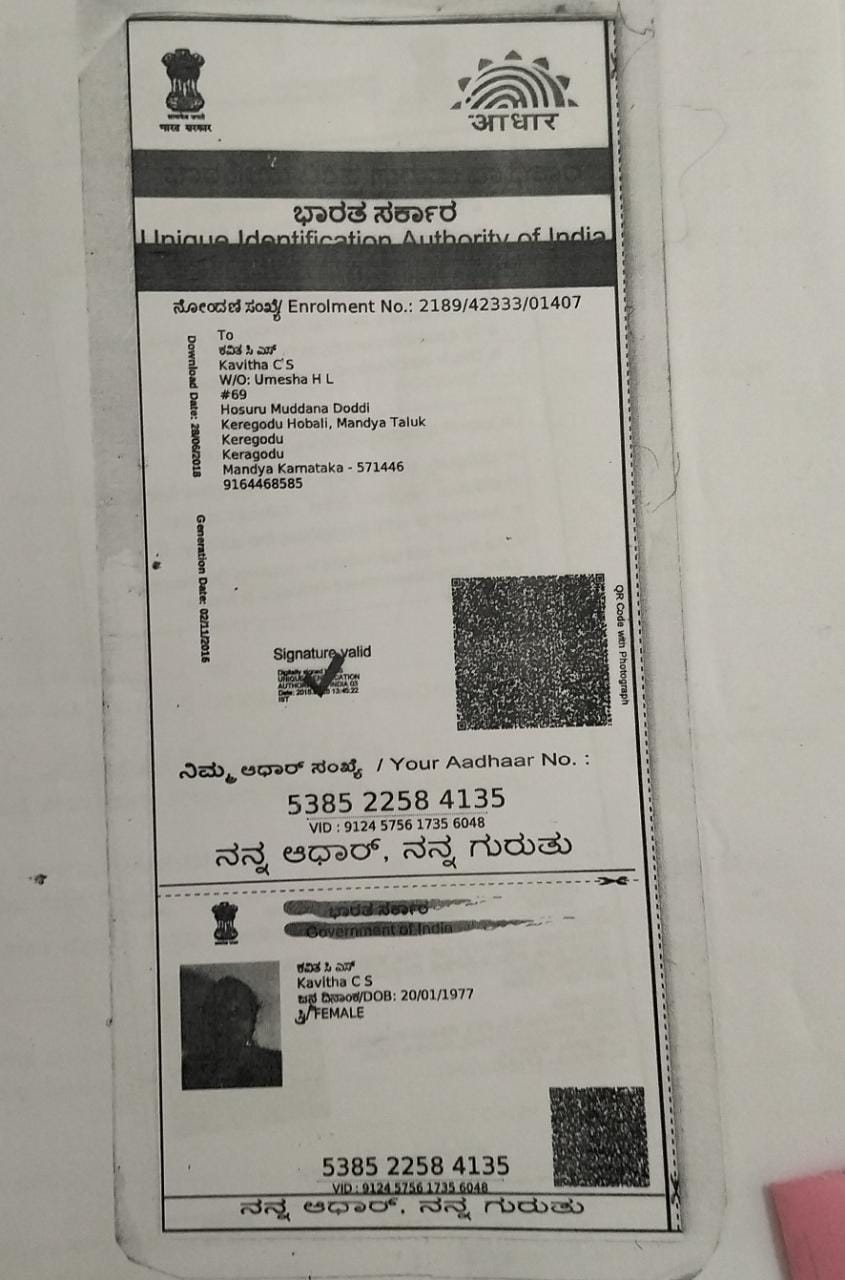 भारत सरकार
आधार
ಭಾರತ ಸರ್ಕಾರ
Unique Identification Authority of India
ನೋಂದಣಿ ಸಂಖ್ಯೆ/ Enrolment No.: 2189/42333/01407
To
ಕವಿತ ಸಿ ಎಸ್
Kavitha C S
W/O: Umesha H L
#69
Hosuru Muddana Doddi
Keregodu Hobali, Mandya Taluk
Keregodu
Keragodu
Mandya Karnataka - 571446
9164468585
Download Date: 28/06/2018
Generation Date: 02/11/2016
Signature valid
QR Code with Photograph
ನಿಮ್ಮ ಆಧಾರ್ ಸಂಖ್ಯೆ / Your Aadhaar No. :
5385 2258 4135
VID : 9124 5756 1735 6048
ನನ್ನ ಆಧಾರ್, ನನ್ನ ಗುರುತು
ಭಾರತ ಸರ್ಕಾರ
Government of India
ಕವಿತ ಸಿ ಎಸ್
Kavitha C S
ಜನ್ಮ ದಿನಾಂಕ/DOB: 20/01/1977
ಸ್ತ್ರೀ/ FEMALE
5385 2258 4135
VID : 9124 5756 1735 6048
ನನ್ನ ಆಧಾರ್, ನನ್ನ ಗುರುತು